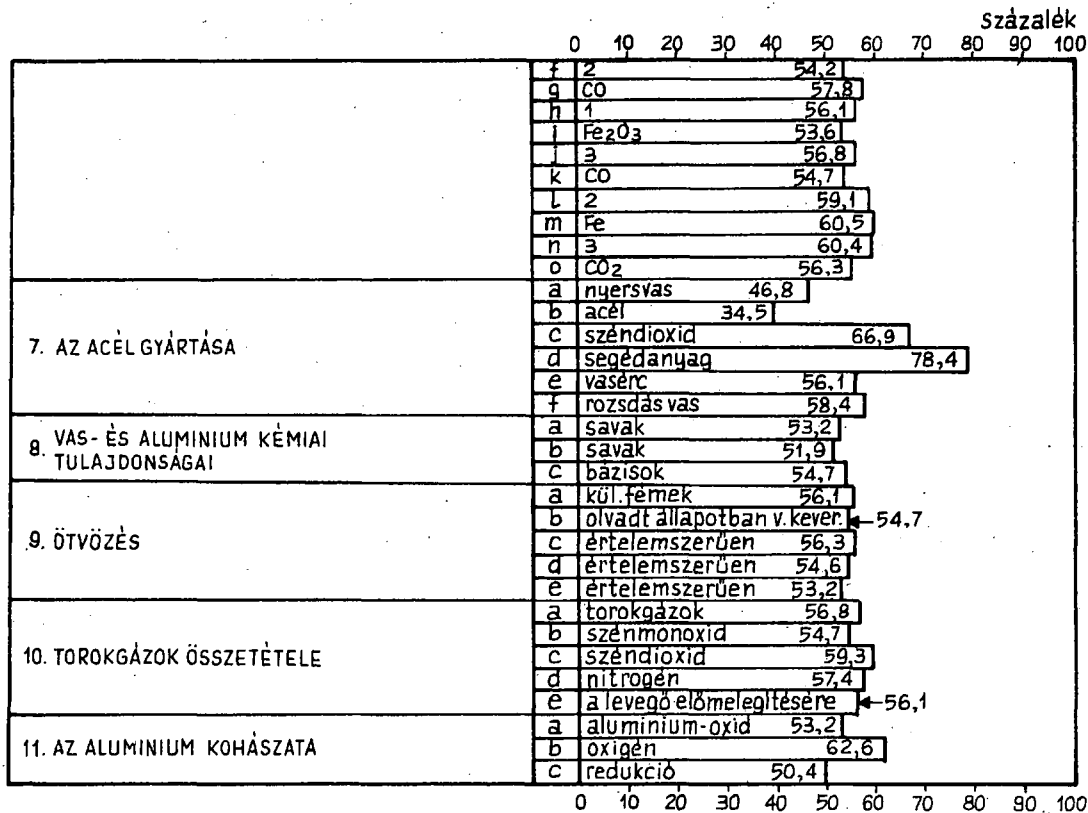 százalék
0 10 20 30 40 50 60 70 80 90 100
f 2 54,2
g CO 57,8
h 1 56,1
i Fe2O3 53,6
j 3 56,8
k CO 54,7
l 2 59,1
m Fe 60,5
n 3 60,4
o CO2 56,3
7. AZ ACÉL GYÁRTÁSA
a nyersvas 46,8
b acél 34,5
c széndioxid 66,9
d segédanyag 78,4
e vasérc 56,1
f rozsdás vas 58,4
8. VAS- ÉS ALUMINIUM KÉMIAI
TULAJDONSÁGAI
a savak 53,2
b savak 51,9
c bázisok 54,7
9. ÖTVÖZÉS
a kül. fémek 56,1
b olvadt állapotban v. kever. 54,7
c értelemszerűen 56,3
d értelemszerűen 54,6
e értelemszerűen 53,2
10. TOROKGÁZOK ÖSSZETÉTELE
a torokgázok 56,8
b szénmonoxid 54,7
c széndioxid 59,3
d nitrogén 57,4
e a levegő előmelegítésére 56,1
11. AZ ALUMINIUM KOHÁSZATA
a aluminium-oxid 53,2
b oxigén 62,6
c redukció 50,4
0 10 20 30 40 50 60 70 80 90 100